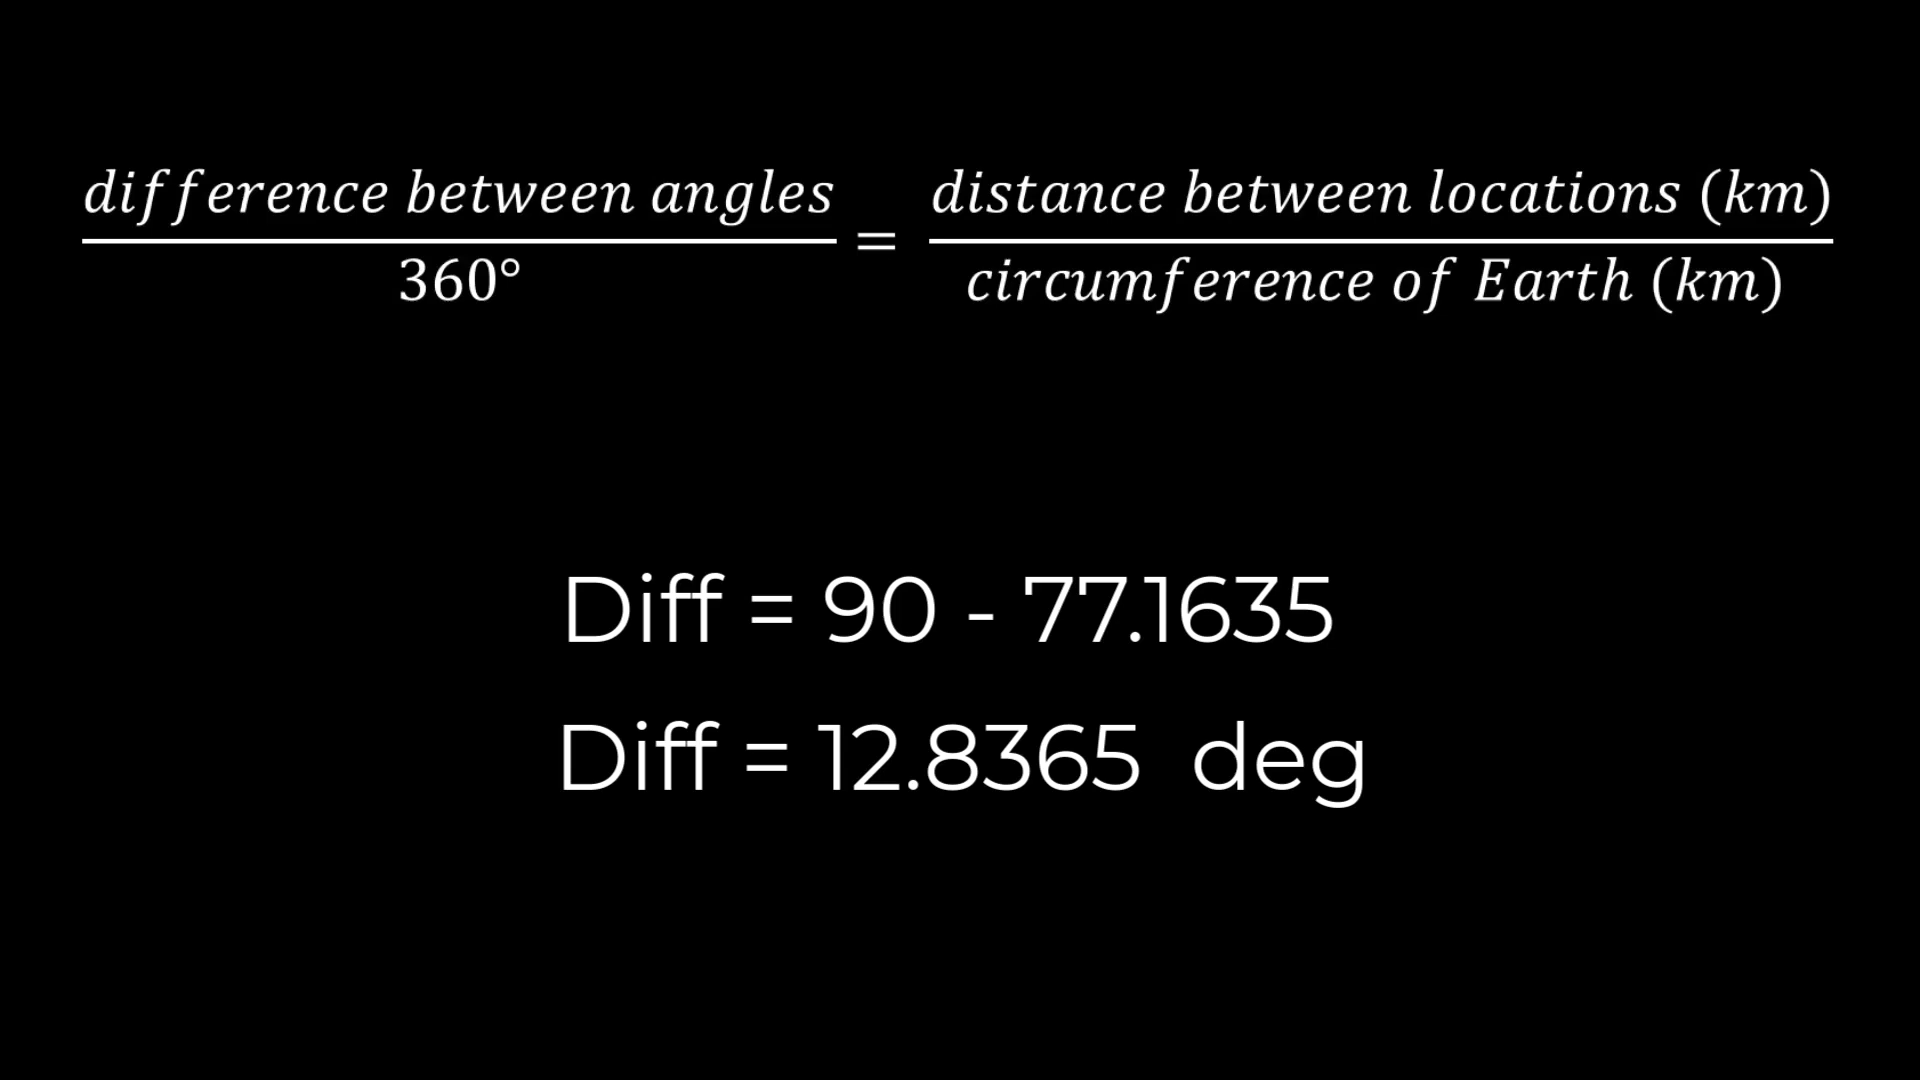 difference between angles / 360° = distance between locations (km) / circumference of Earth (km)
Diff = 90 - 77.1635
Diff = 12.8365 deg